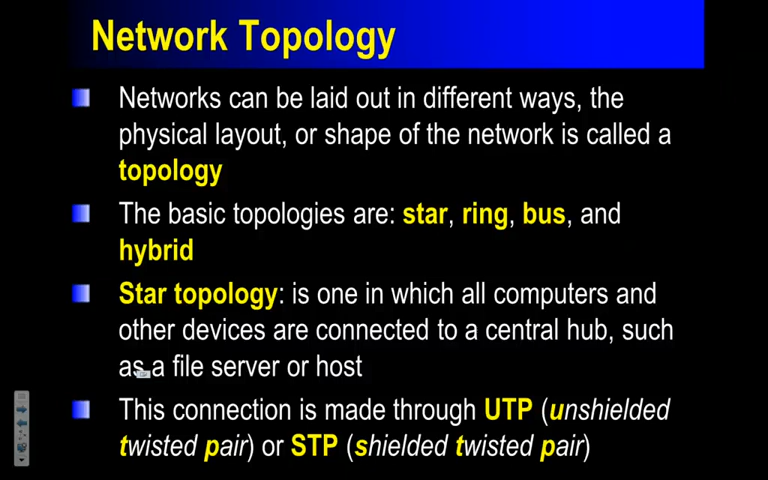 Network Topology
Networks can be laid out in different ways, the
physical layout, or shape of the network is called a
topology
The basic topologies are: star, ring, bus, and
hybrid
Star topology: is one in which all computers and
other devices are connected to a central hub, such
as a file server or host
This connection is made through UTP (unshielded
twisted pair) or STP (shielded twisted pair)